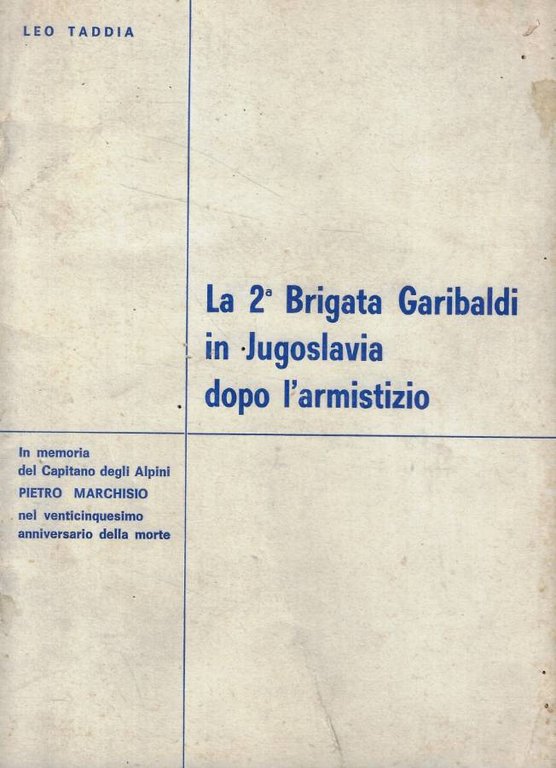 LEO TADDIA
La 2ª Brigata Garibaldi
in Jugoslavia
dopo l'armistizio
In memoria
del Capitano degli Alpini
PIETRO MARCHISIO
nel venticinquesimo
anniversario della morte